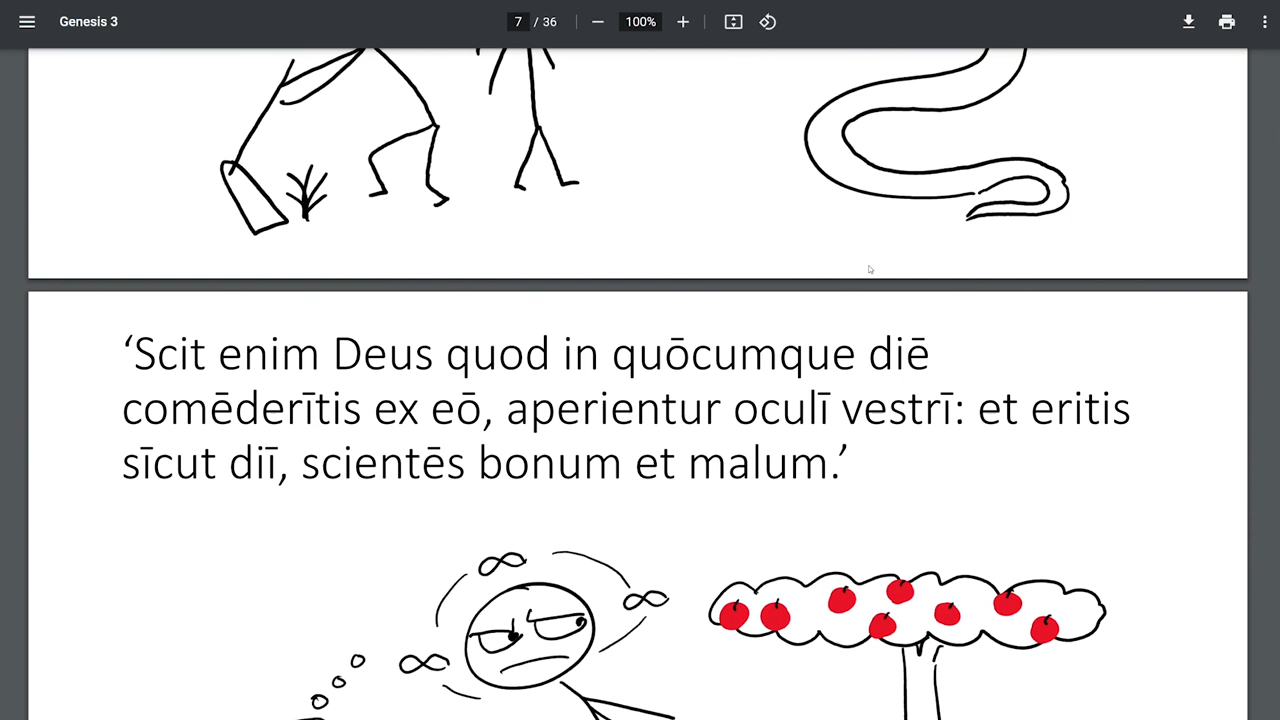 Genesis 3
7 / 36
100%
‘Scit enim Deus quod in quōcumque diē
comēderītis ex eō, aperientur oculī vestrī: et eritis
sīcut diī, scientēs bonum et malum.’
∞
∞
∞